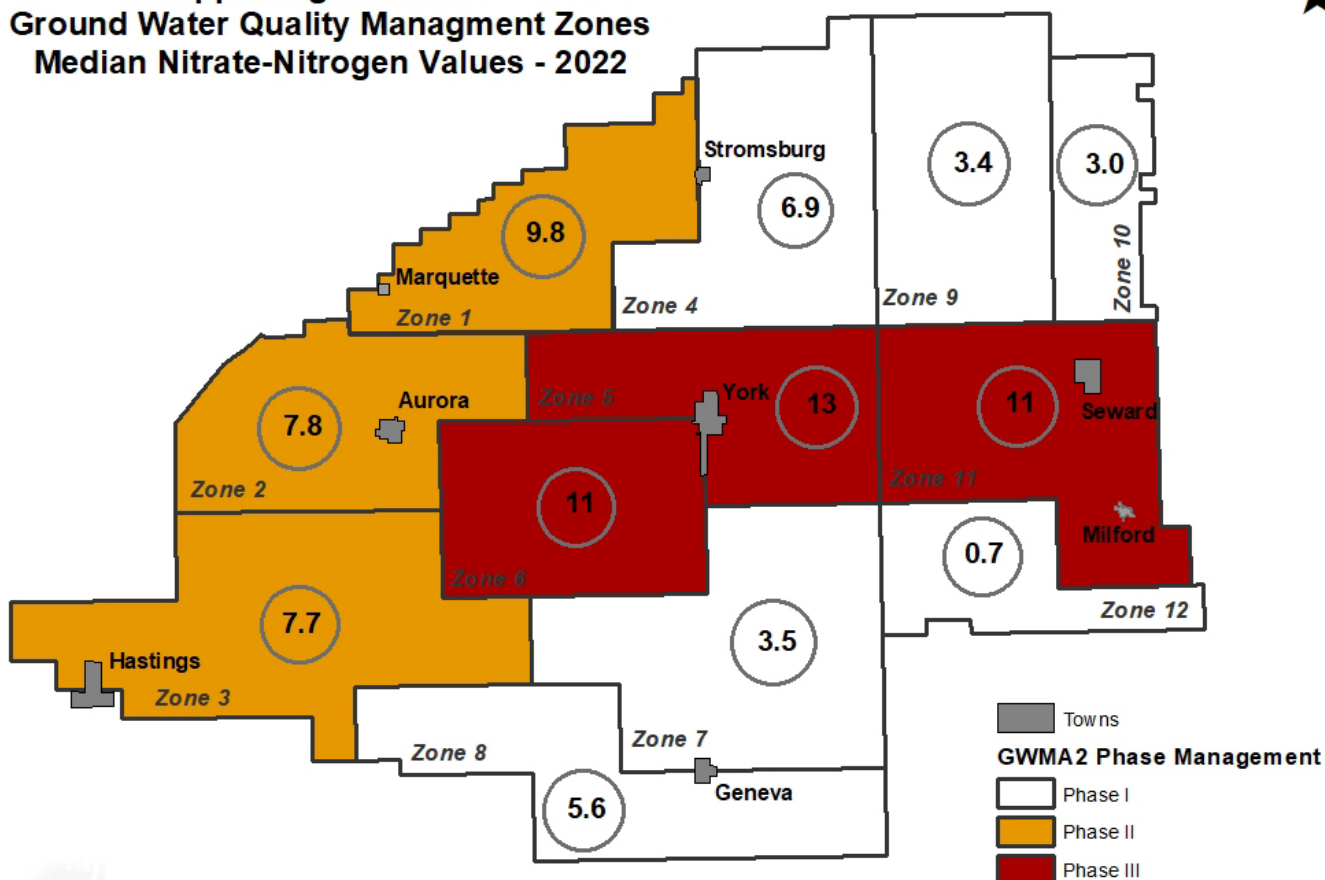 Ground Water Quality Managment Zones
Median Nitrate-Nitrogen Values - 2022
Stromsburg
3.4
3.0
6.9
9.8
Marquette
Zone 1
Zone 4
Zone 9
Zone 10
Aurora
7.8
Zone 2
Zone 5
York
13
11
Seward
Zone 11
11
Zone 6
Milford
0.7
Zone 12
7.7
Hastings
Zone 3
3.5
Zone 7
Zone 8
Geneva
5.6
Towns
GWMA2 Phase Management
Phase I
Phase II
Phase III